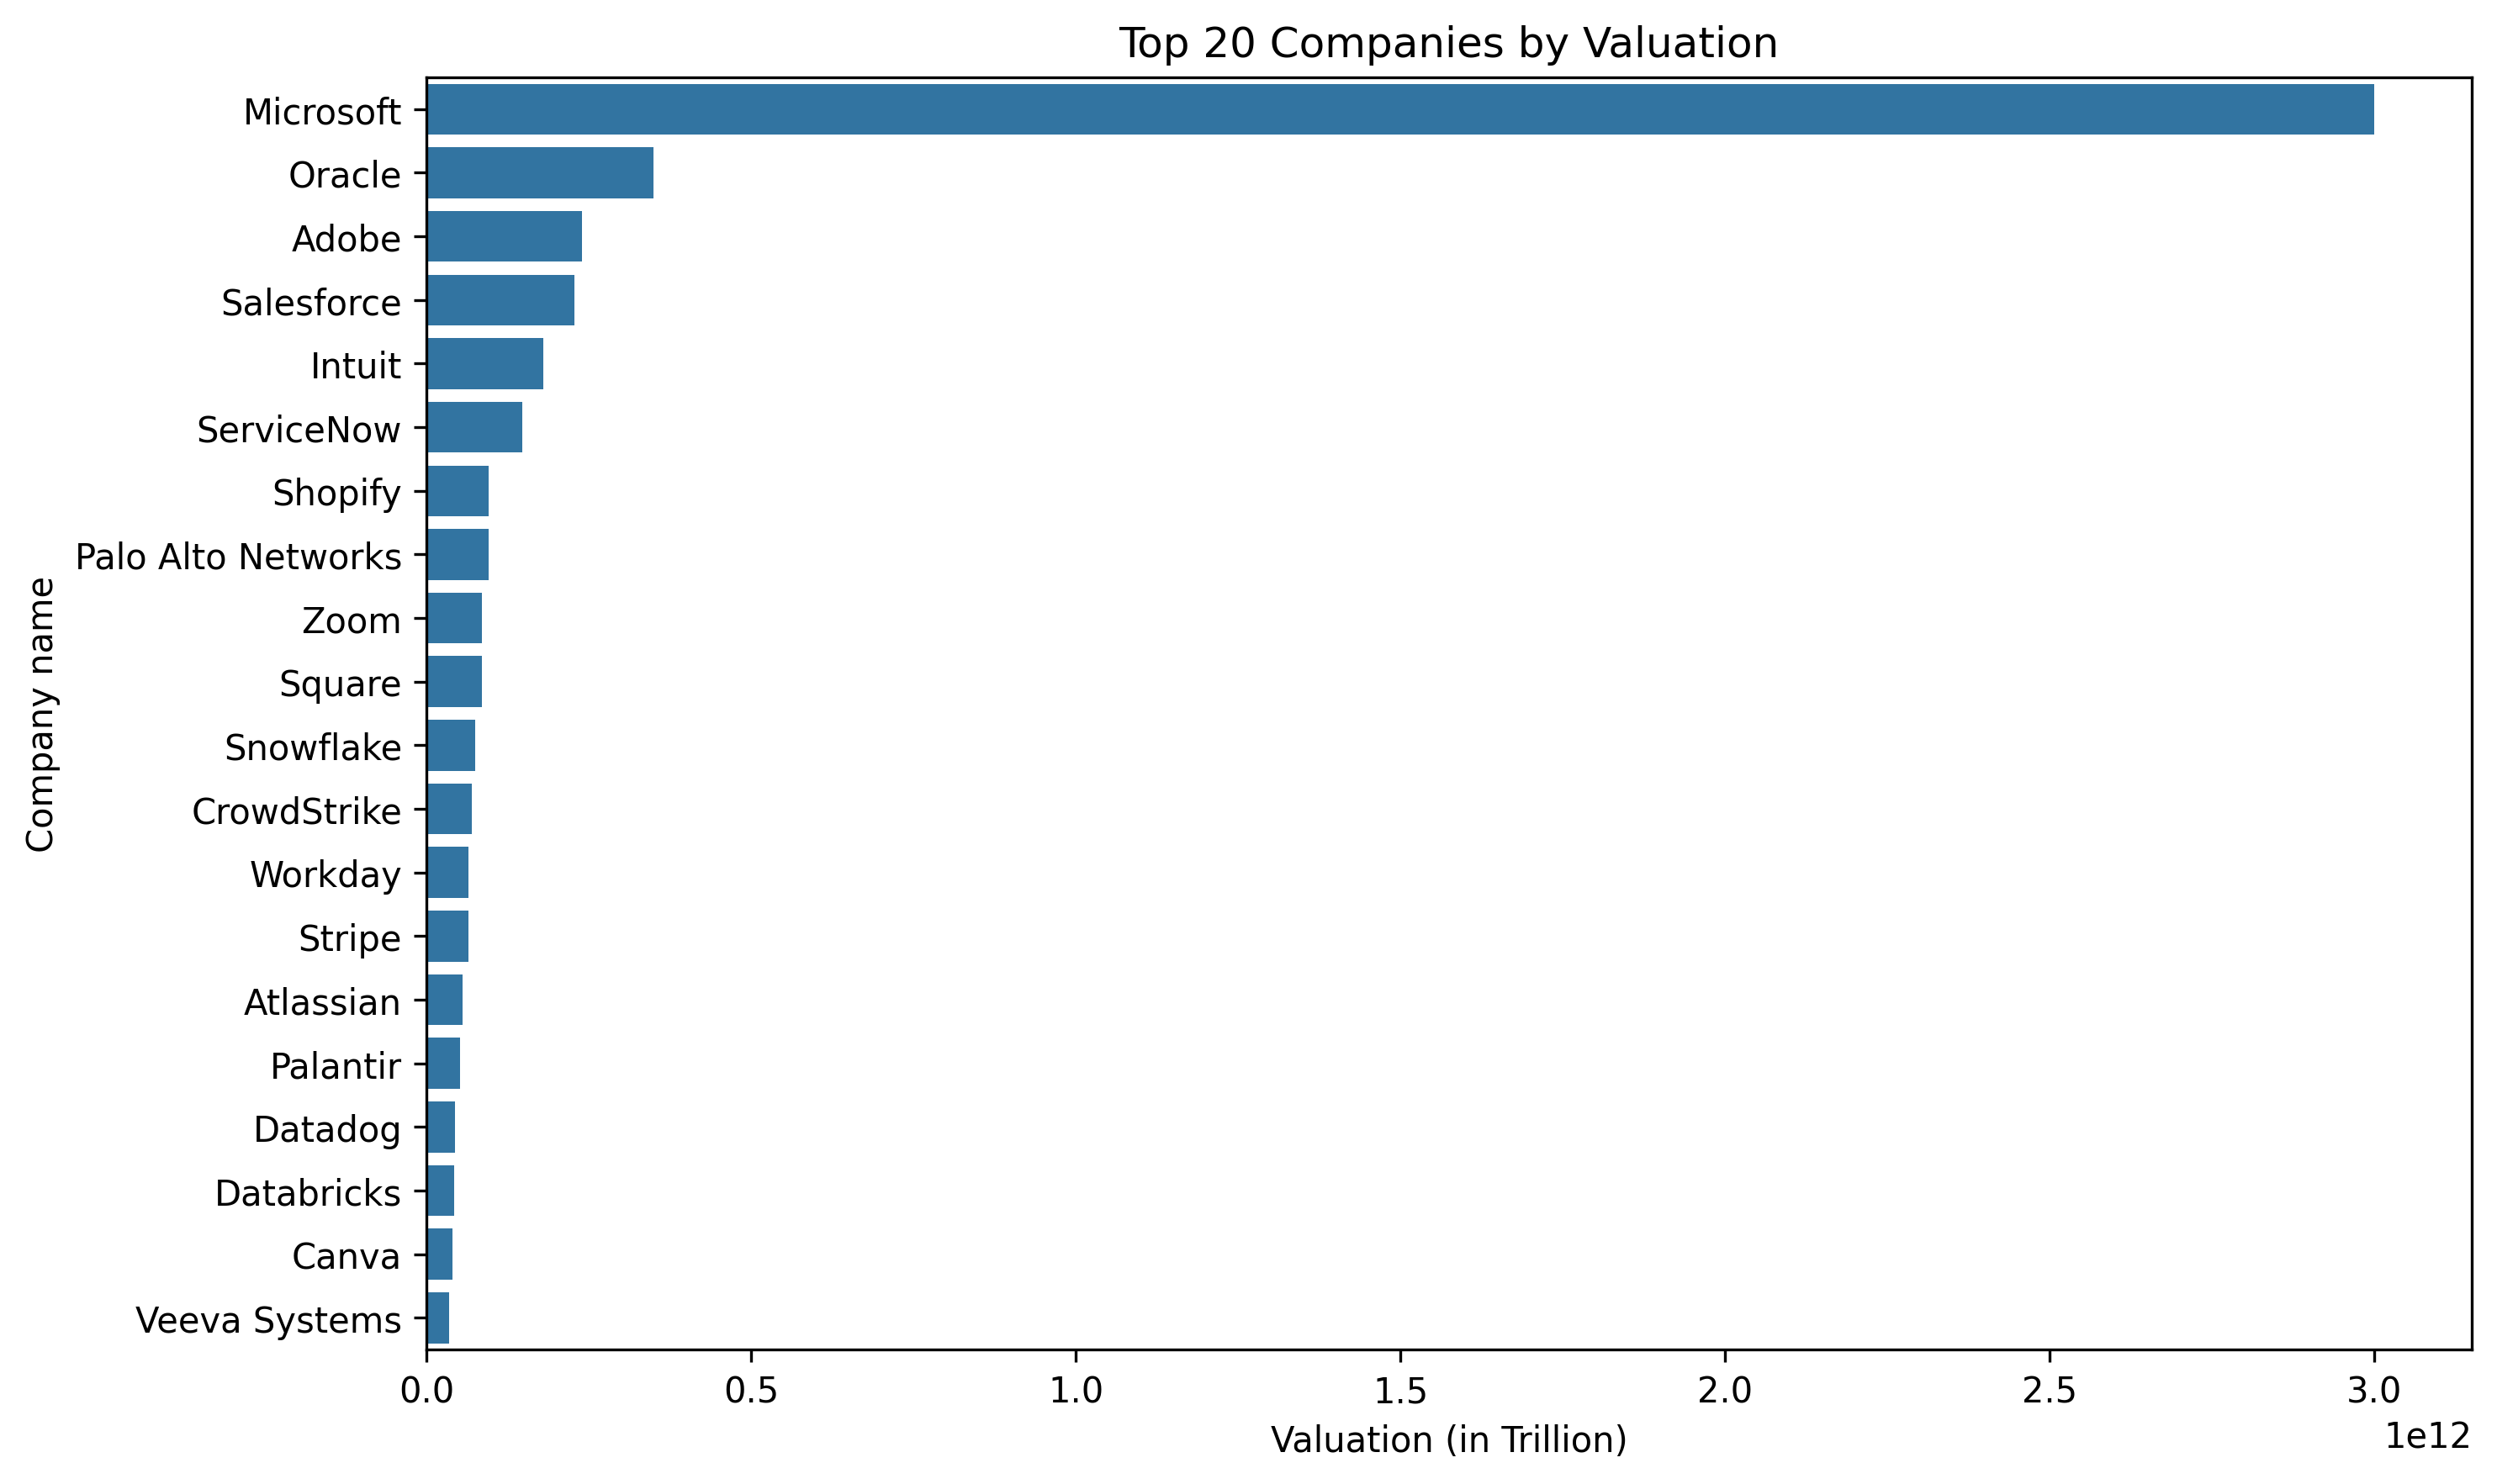 Top 20 Companies by Valuation
Company name
Microsoft
Oracle
Adobe
Salesforce
Intuit
ServiceNow
Shopify
Palo Alto Networks
Zoom
Square
Snowflake
CrowdStrike
Workday
Stripe
Atlassian
Palantir
Datadog
Databricks
Canva
Veeva Systems
0.0 0.5 1.0 1.5 2.0 2.5 3.0
1e12
Valuation (in Trillion)